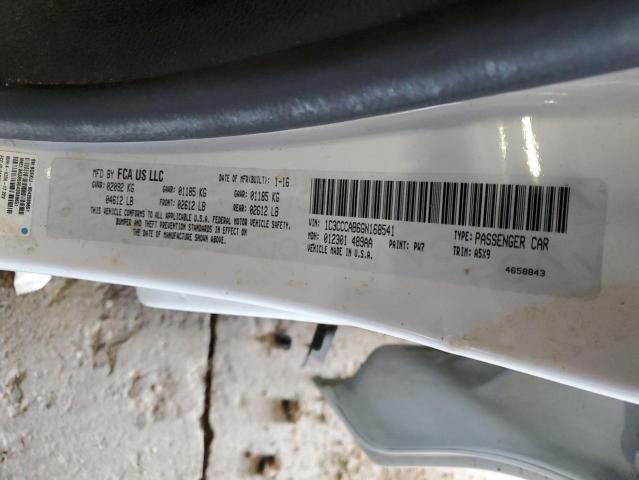 MFD BY FCA US LLC
DATE OF MFR(BUILT): 1-16
GVWR: 02092 KG
GAWR: 01185 KG
GAWR: 01185 KG
04612 LB
FRONT: 02612 LB
REAR: 02612 LB
THIS VEHICLE CONFORMS TO ALL APPLICABLE U.S.A. FEDERAL MOTOR VEHICLE SAFETY,
BUMPER AND THEFT PREVENTION STANDARDS IN EFFECT ON
THE DATE OF MANUFACTURE SHOWN ABOVE.
VIN: 1C3CCCAB6GN168541
MDH: 012301 489AA
PAINT: PW7
TYPE: PASSENGER CAR
VEHICLE MADE IN U.S.A.
TRIM: A5X9
4658843